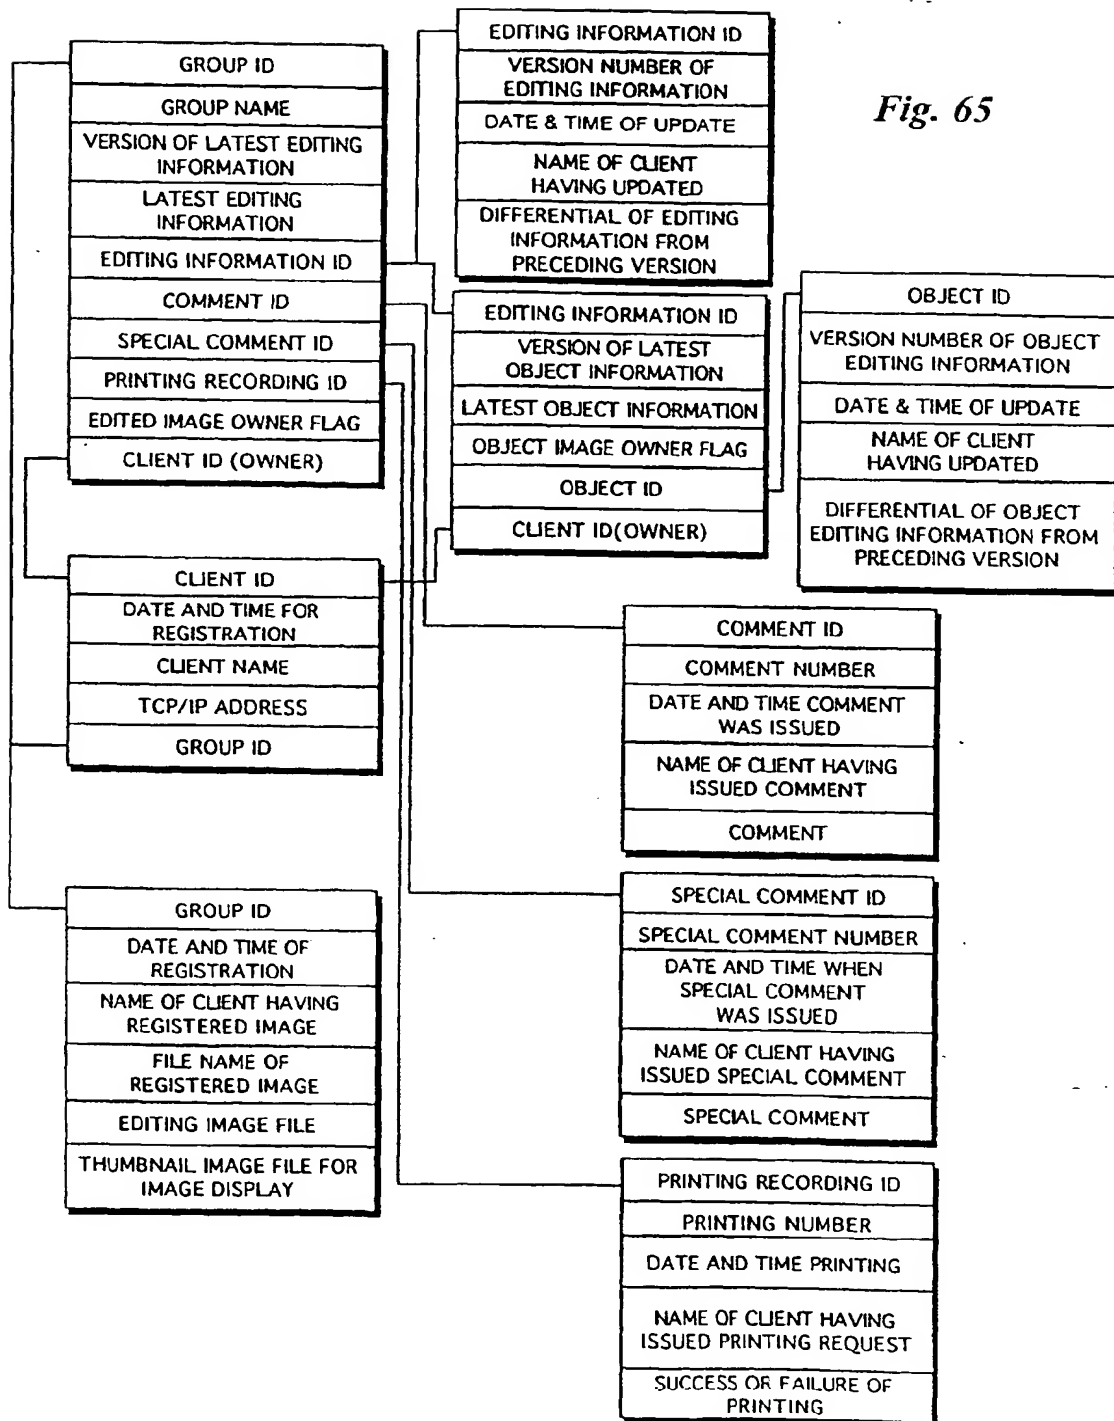 Fig. 65
GROUP ID
GROUP NAME
VERSION OF LATEST EDITING
INFORMATION
LATEST EDITING
INFORMATION
EDITING INFORMATION ID
COMMENT ID
SPECIAL COMMENT ID
PRINTING RECORDING ID
EDITED IMAGE OWNER FLAG
CLIENT ID (OWNER)
CLIENT ID
DATE AND TIME FOR
REGISTRATION
CLIENT NAME
TCP/IP ADDRESS
GROUP ID
GROUP ID
DATE AND TIME OF
REGISTRATION
NAME OF CLIENT HAVING
REGISTERED IMAGE
FILE NAME OF
REGISTERED IMAGE
EDITING IMAGE FILE
THUMBNAIL IMAGE FILE FOR
IMAGE DISPLAY
EDITING INFORMATION ID
VERSION NUMBER OF
EDITING INFORMATION
DATE & TIME OF UPDATE
NAME OF CLIENT
HAVING UPDATED
DIFFERENTIAL OF EDITING
INFORMATION FROM
PRECEDING VERSION
EDITING INFORMATION ID
VERSION OF LATEST
OBJECT INFORMATION
LATEST OBJECT INFORMATION
OBJECT IMAGE OWNER FLAG
OBJECT ID
CLIENT ID(OWNER)
OBJECT ID
VERSION NUMBER OF OBJECT
EDITING INFORMATION
DATE & TIME OF UPDATE
NAME OF CLIENT
HAVING UPDATED
DIFFERENTIAL OF OBJECT
EDITING INFORMATION FROM
PRECEDING VERSION
COMMENT ID
COMMENT NUMBER
DATE AND TIME COMMENT
WAS ISSUED
NAME OF CLIENT HAVING
ISSUED COMMENT
COMMENT
SPECIAL COMMENT ID
SPECIAL COMMENT NUMBER
DATE AND TIME WHEN
SPECIAL COMMENT
WAS ISSUED
NAME OF CLIENT HAVING
ISSUED SPECIAL COMMENT
SPECIAL COMMENT
PRINTING RECORDING ID
PRINTING NUMBER
DATE AND TIME PRINTING
NAME OF CLIENT HAVING
ISSUED PRINTING REQUEST
SUCCESS OR FAILURE OF
PRINTING